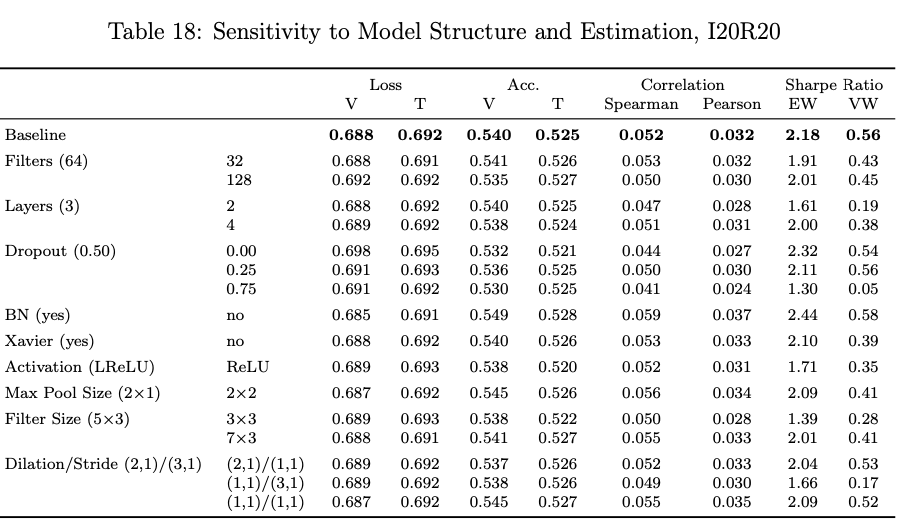 Table 18: Sensitivity to Model Structure and Estimation, I20R20
Loss Acc. Correlation Sharpe Ratio
V T V T Spearman Pearson EW VW
Baseline 0.688 0.692 0.540 0.525 0.052 0.032 2.18 0.56
Filters (64) 32 0.688 0.691 0.541 0.526 0.053 0.032 1.91 0.43
128 0.692 0.692 0.535 0.527 0.050 0.030 2.01 0.45
Layers (3) 2 0.688 0.692 0.540 0.525 0.047 0.028 1.61 0.19
4 0.689 0.692 0.538 0.524 0.051 0.031 2.00 0.38
Dropout (0.50) 0.00 0.698 0.695 0.532 0.521 0.044 0.027 2.32 0.54
0.25 0.691 0.693 0.536 0.525 0.050 0.030 2.11 0.56
0.75 0.691 0.692 0.530 0.525 0.041 0.024 1.30 0.05
BN (yes) no 0.685 0.691 0.549 0.528 0.059 0.037 2.44 0.58
Xavier (yes) no 0.688 0.692 0.540 0.526 0.053 0.033 2.10 0.39
Activation (LReLU) ReLU 0.689 0.693 0.538 0.520 0.052 0.031 1.71 0.35
Max Pool Size (2×1) 2×2 0.687 0.692 0.545 0.526 0.056 0.034 2.09 0.41
Filter Size (5×3) 3×3 0.689 0.693 0.538 0.522 0.050 0.028 1.39 0.28
7×3 0.688 0.691 0.541 0.527 0.055 0.033 2.01 0.41
Dilation/Stride (2,1)/(3,1) (2,1)/(1,1) 0.689 0.692 0.537 0.526 0.052 0.033 2.04 0.53
(1,1)/(3,1) 0.689 0.692 0.538 0.526 0.049 0.030 1.66 0.17
(1,1)/(1,1) 0.687 0.692 0.545 0.527 0.055 0.035 2.09 0.52